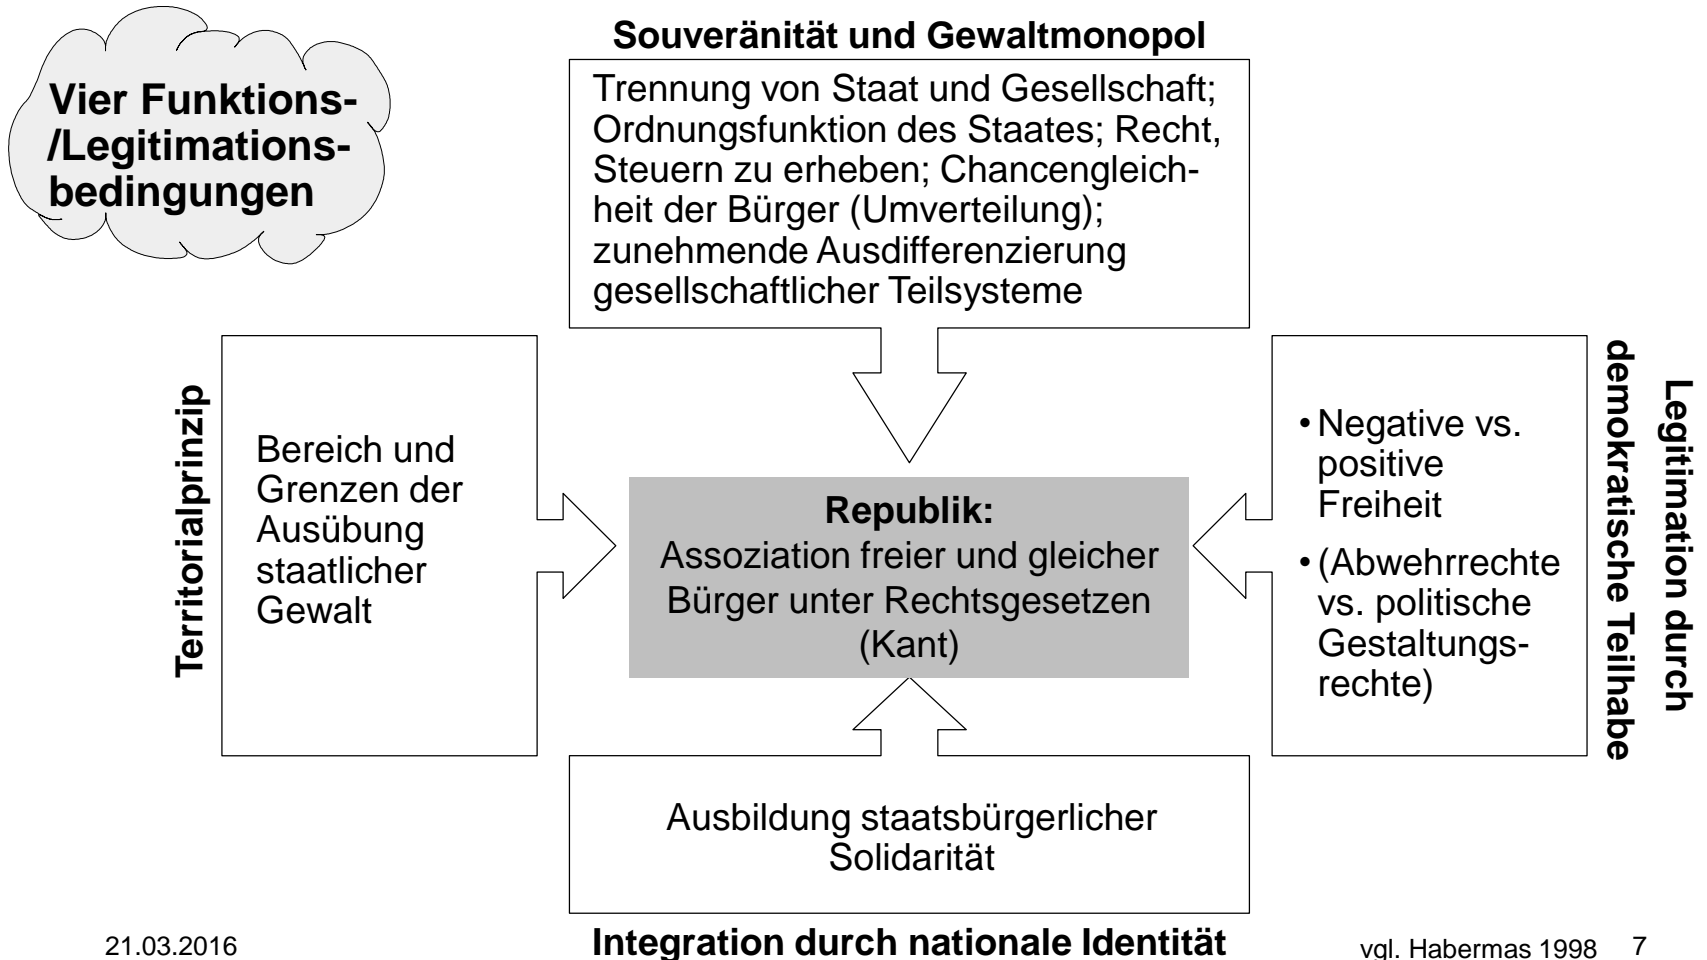 Vier Funktions-
/Legitimations-
bedingungen
Souveränität und Gewaltmonopol
Trennung von Staat und Gesellschaft;
Ordnungsfunktion des Staates; Recht,
Steuern zu erheben; Chancengleich-
heit der Bürger (Umverteilung);
zunehmende Ausdifferenzierung
gesellschaftlicher Teilsysteme
Territorialprinzip
Bereich und
Grenzen der
Ausübung
staatlicher
Gewalt
Republik:
Assoziation freier und gleicher
Bürger unter Rechtsgesetzen
(Kant)
• Negative vs.
positive
Freiheit
• (Abwehrrechte
vs. politische
Gestaltungs-
rechte)
Legitimation durch
demokratische Teilhabe
Ausbildung staatsbürgerlicher
Solidarität
Integration durch nationale Identität
21.03.2016
vgl. Habermas 1998 7